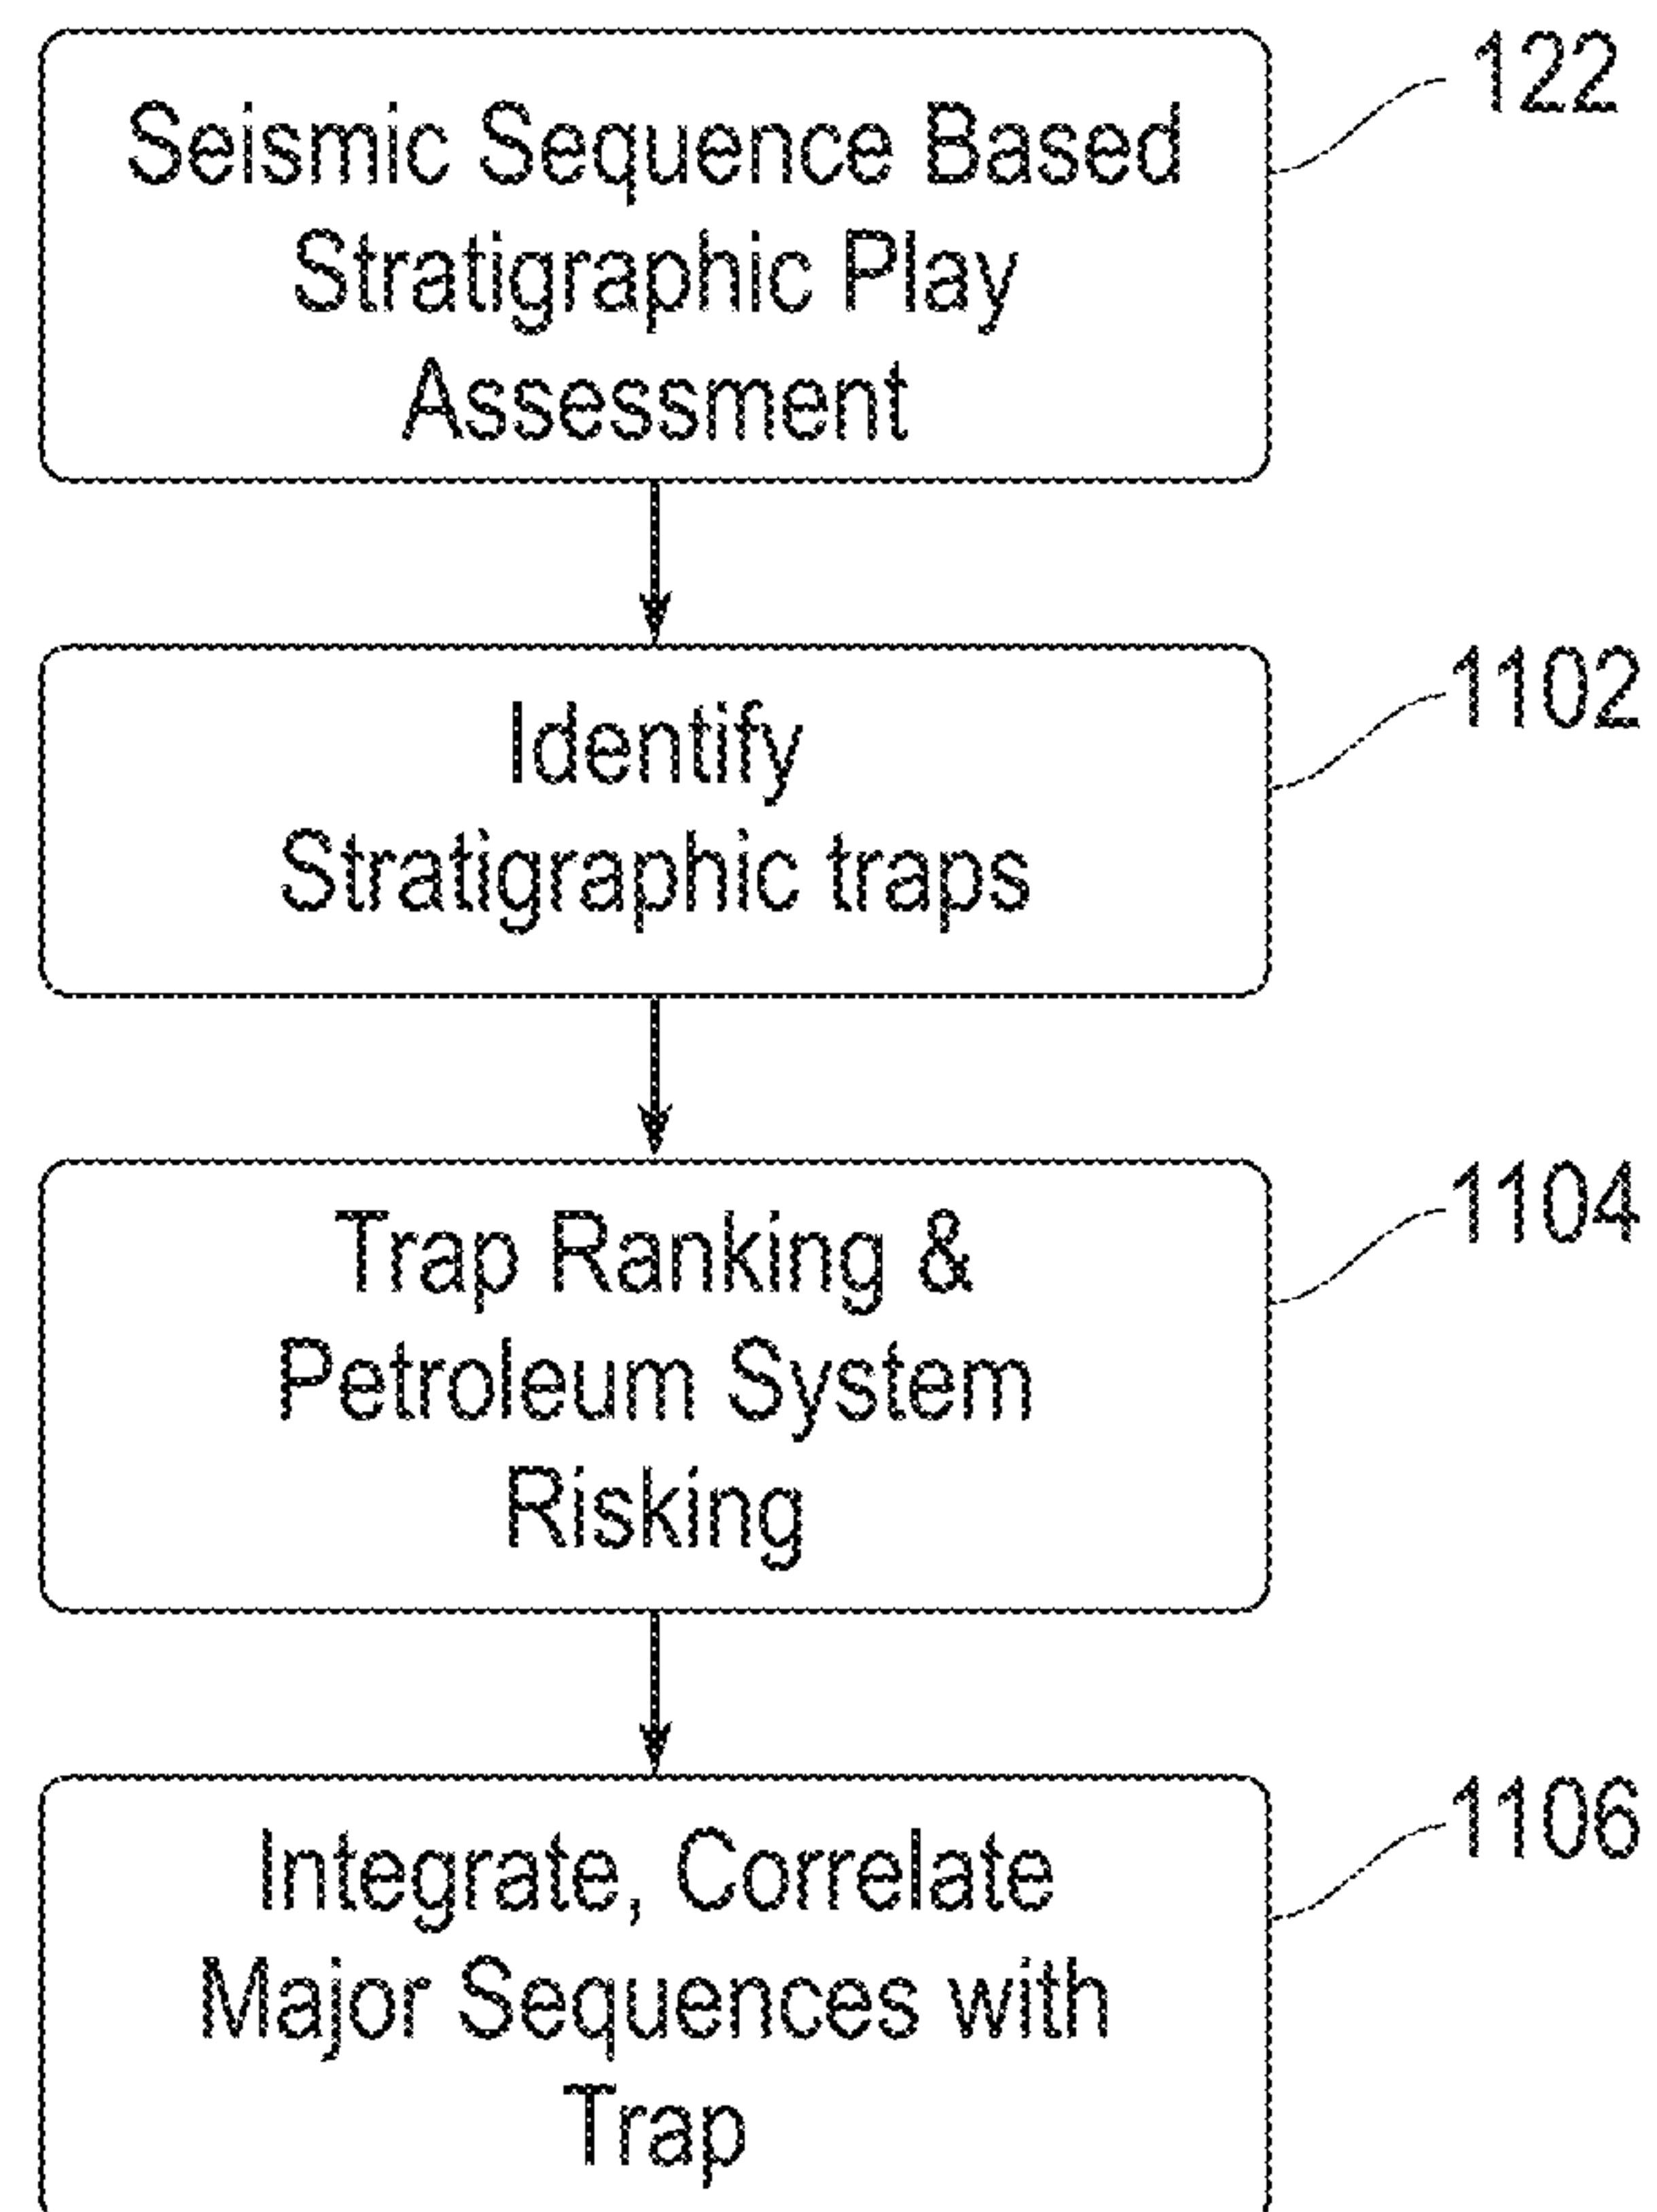 Seismic Sequence Based
Stratigraphic Play
Assessment
122
Identify
Stratigraphic traps
1102
Trap Ranking &
Petroleum System
Risking
1104
Integrate, Correlate
Major Sequences with
Trap
1106